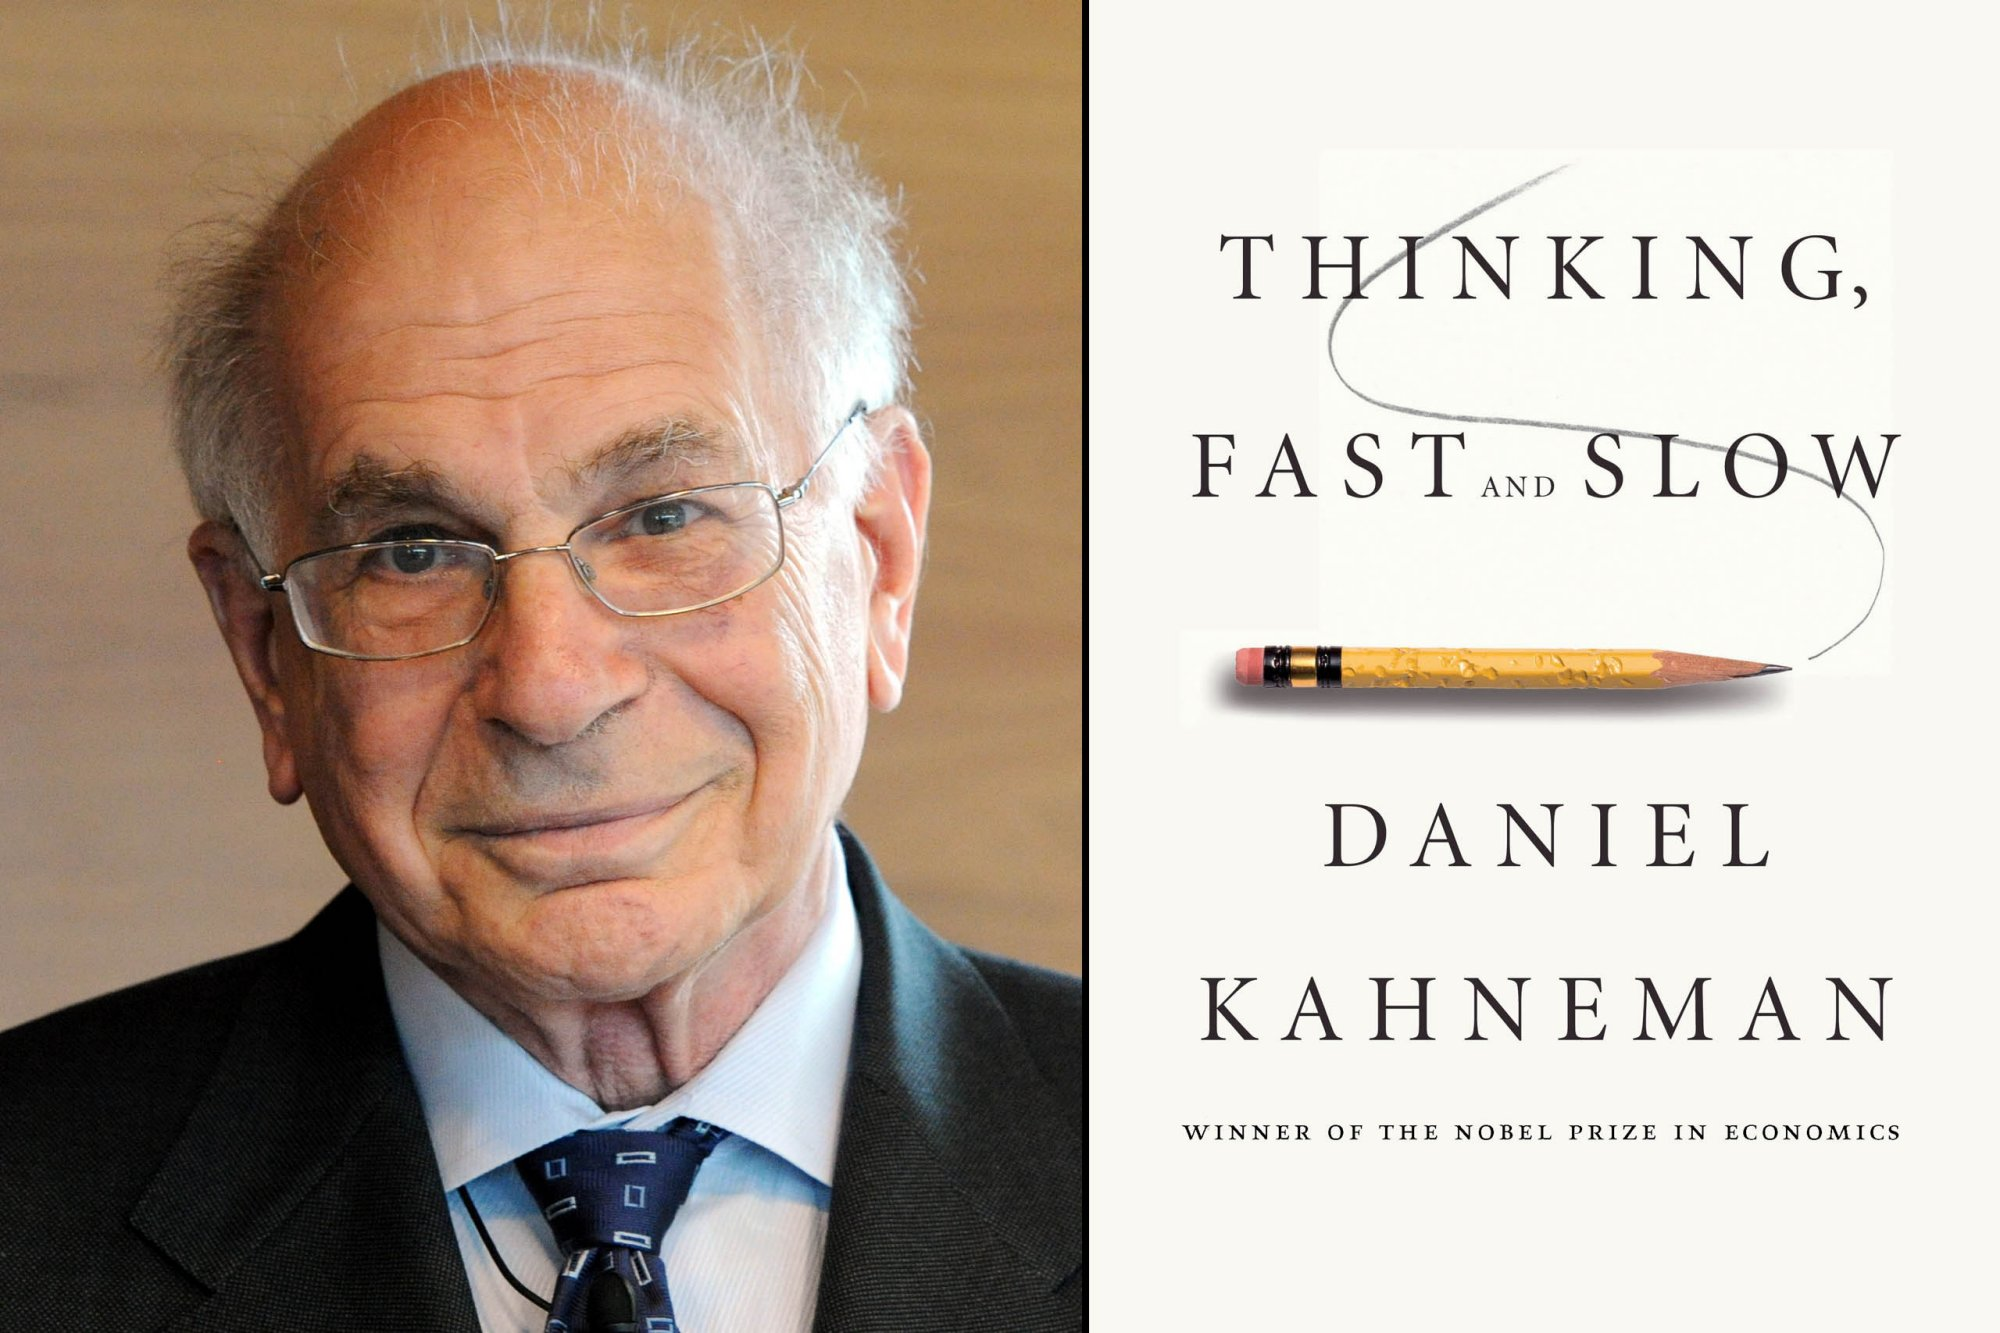 THINKING,
FAST AND SLOW
DANIEL
KAHNEMAN
WINNER OF THE NOBEL PRIZE IN ECONOMICS